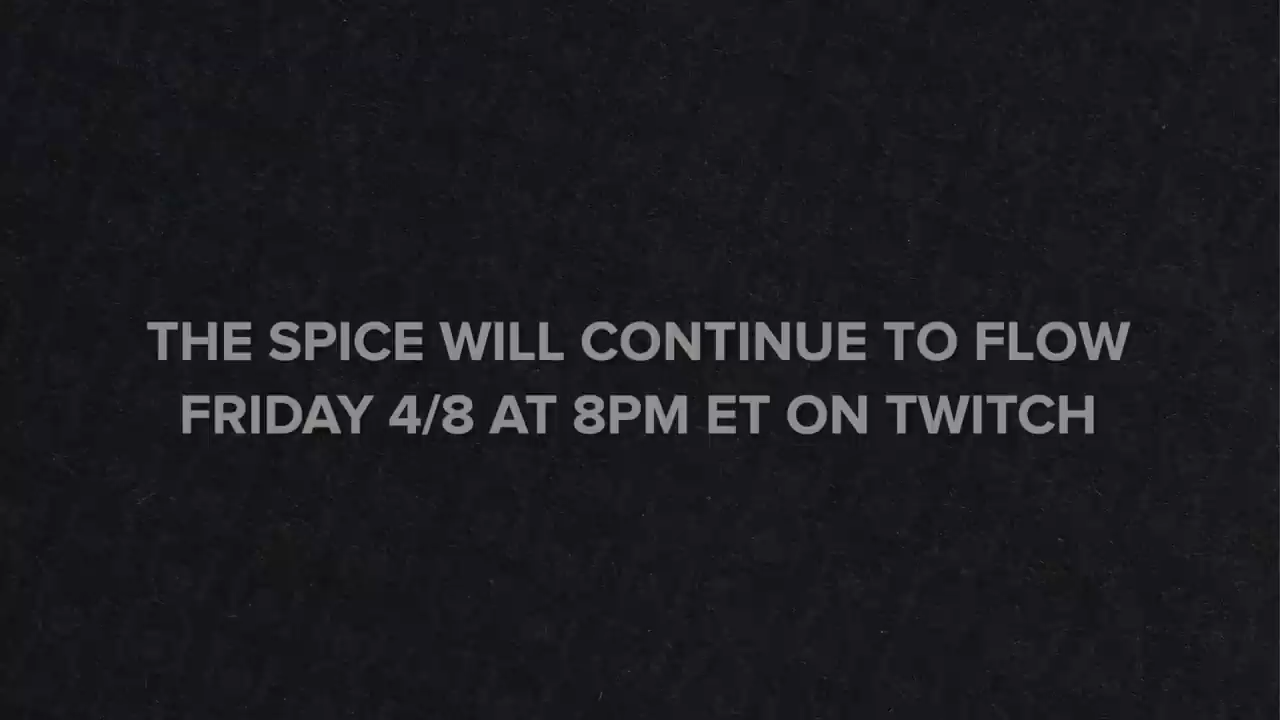 THE SPICE WILL CONTINUE TO FLOW
FRIDAY 4/8 AT 8PM ET ON TWITCH